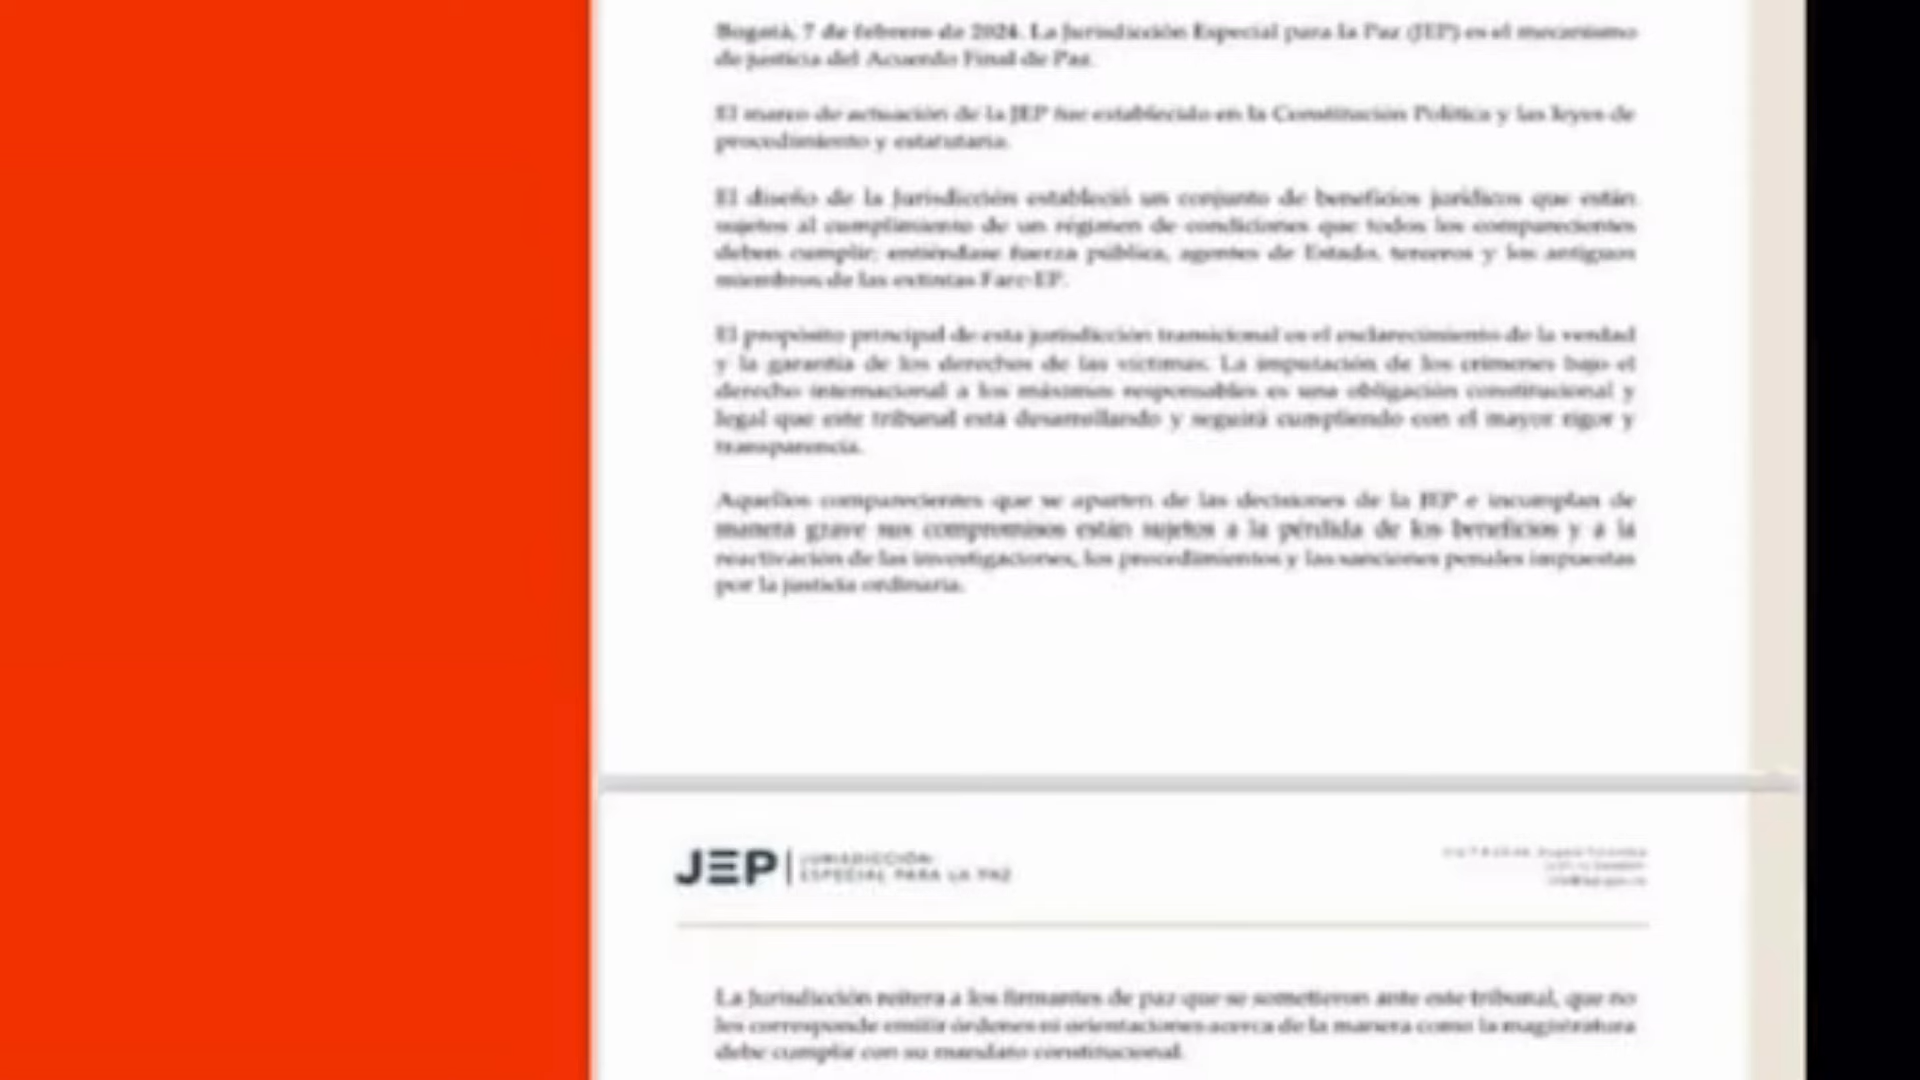 Bogotá, 7 de febrero de 2024. La Jurisdicción Especial para la Paz (JEP) es el mecanismo
de justicia del Acuerdo Final de Paz.
El marco de actuación de la JEP fue establecido en la Constitución Política y las leyes de
procedimiento y estatutaria.
El diseño de la Jurisdicción estableció un conjunto de beneficios jurídicos que están
sujetos al cumplimiento de un régimen de condiciones que todos los comparecientes
deben cumplir; entiéndase fuerza pública, agentes de Estado, terceros y los antiguos
miembros de las extintas Farc-EP.
El propósito principal de esta jurisdicción transicional es el esclarecimiento de la verdad
y la garantía de los derechos de las víctimas. La imputación de los crímenes bajo el
derecho internacional a los máximos responsables es una obligación constitucional y
legal que este tribunal está desarrollando y seguirá cumpliendo con el mayor rigor y
transparencia.
Aquellos comparecientes que se aparten de las decisiones de la JEP e incumplan de
manera grave sus compromisos están sujetos a la pérdida de los beneficios y a la
reactivación de las investigaciones, los procedimientos y las sanciones penales impuestas
por la justicia ordinaria.
JEP | JURISDICCIÓN
ESPECIAL PARA LA PAZ
La Jurisdicción reitera a los firmantes de paz que se sometieron ante este tribunal, que no
les corresponde emitir órdenes ni orientaciones acerca de la manera como la magistratura
debe cumplir con su mandato constitucional.